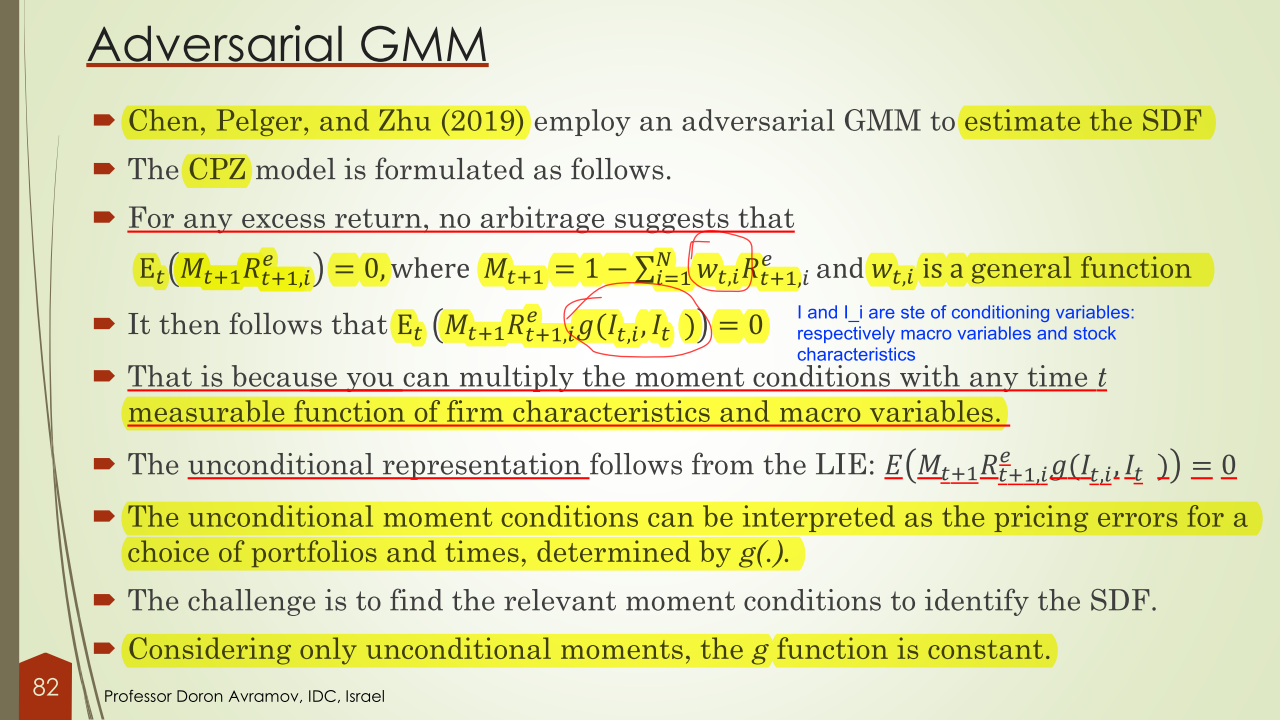 Adversarial GMM
Chen, Pelger, and Zhu (2019) employ an adversarial GMM to estimate the SDF
The CPZ model is formulated as follows.
For any excess return, no arbitrage suggests that
E_t(M_{t+1}R^e_{t+1,i}) = 0, where M_{t+1} = 1 − ∑_{i=1}^N w_{t,i}R^e_{t+1,i} and w_{t,i} is a general function
It then follows that E_t (M_{t+1}R^e_{t+1,i}g(I_{t,i}, I_t )) = 0
I and I_i are ste of conditioning variables:
respectively macro variables and stock
characteristics
That is because you can multiply the moment conditions with any time t
measurable function of firm characteristics and macro variables.
The unconditional representation follows from the LIE: E(M_{t+1}R^e_{t+1,i}g(I_{t,i}, I_t )) = 0
The unconditional moment conditions can be interpreted as the pricing errors for a
choice of portfolios and times, determined by g(.).
The challenge is to find the relevant moment conditions to identify the SDF.
Considering only unconditional moments, the g function is constant.
82
Professor Doron Avramov, IDC, Israel